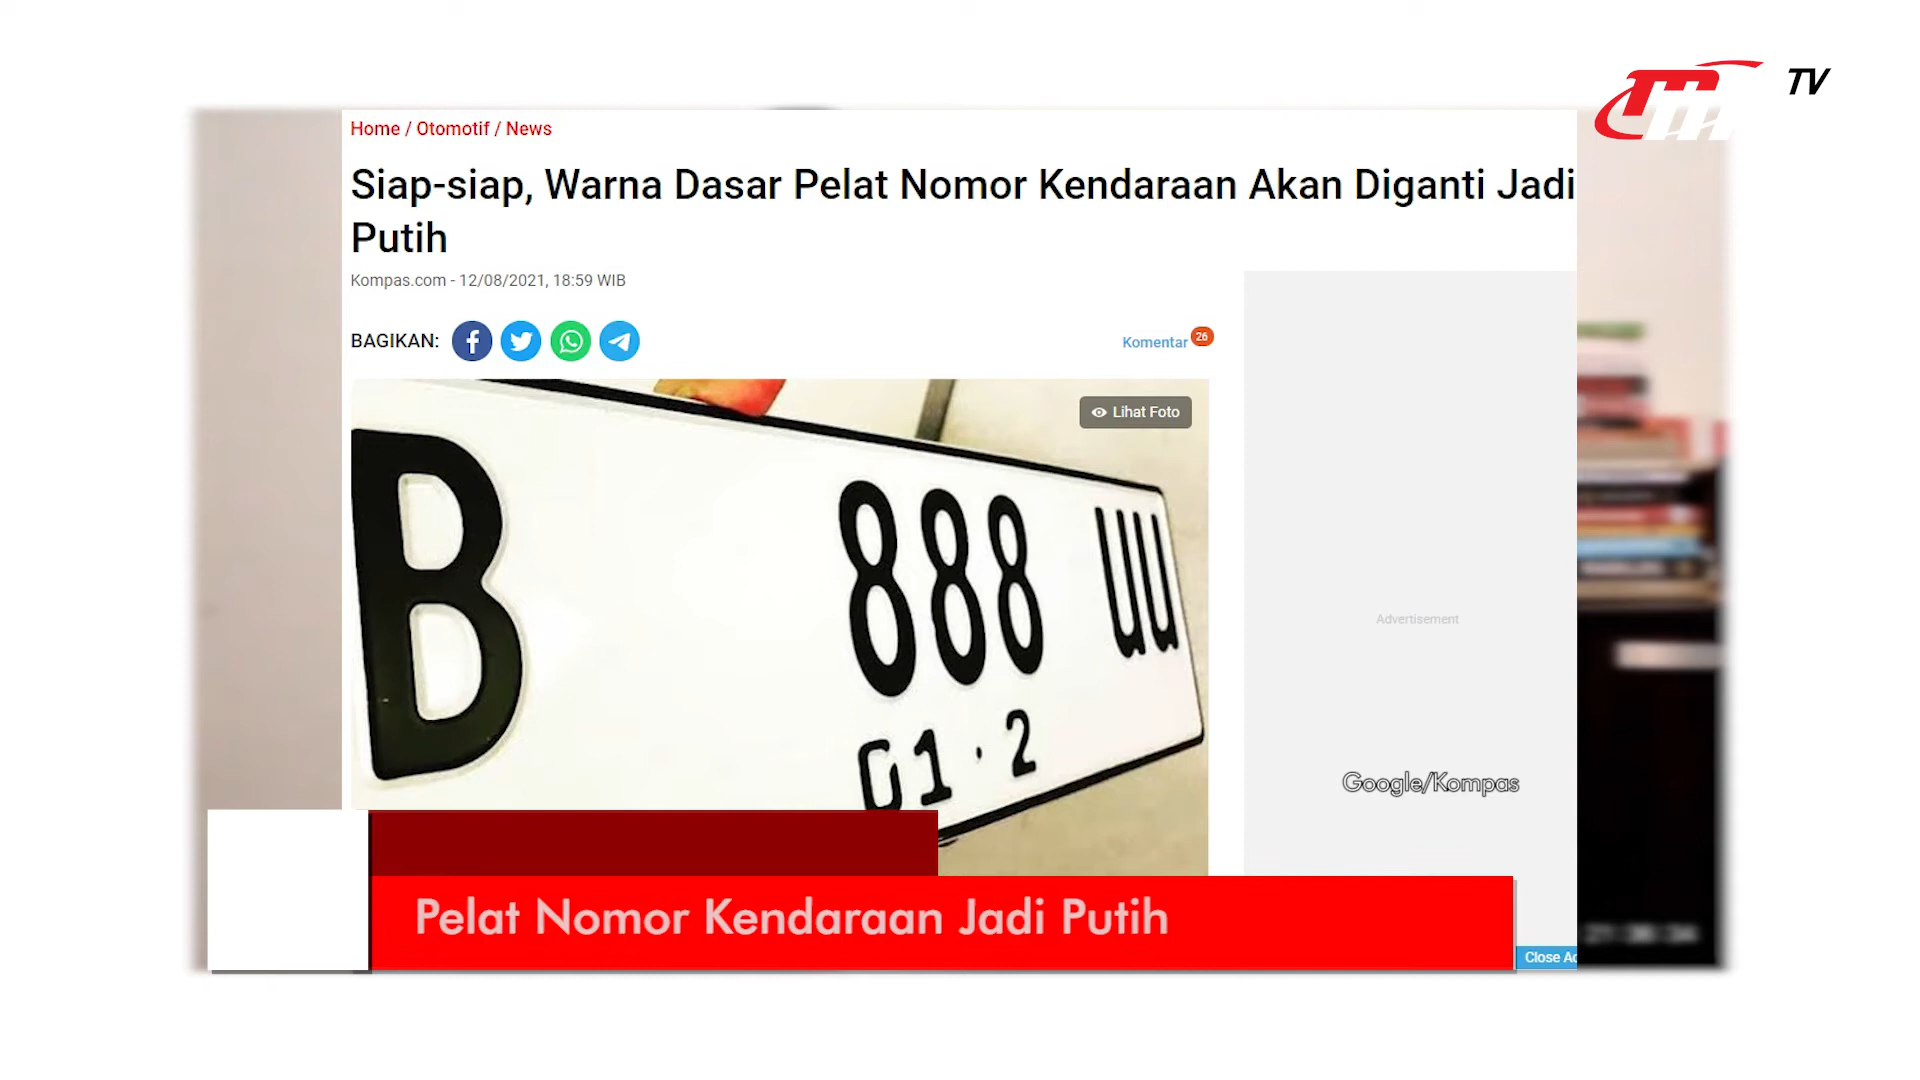 TV
Home / Otomotif / News
Siap-siap, Warna Dasar Pelat Nomor Kendaraan Akan Diganti Jadi
Putih
Kompas.com - 12/08/2021, 18:59 WIB
BAGIKAN:
Komentar 26
Lihat Foto
B 888 UU
01 · 2
Advertisement
Google/Kompas
Pelat Nomor Kendaraan Jadi Putih
Close